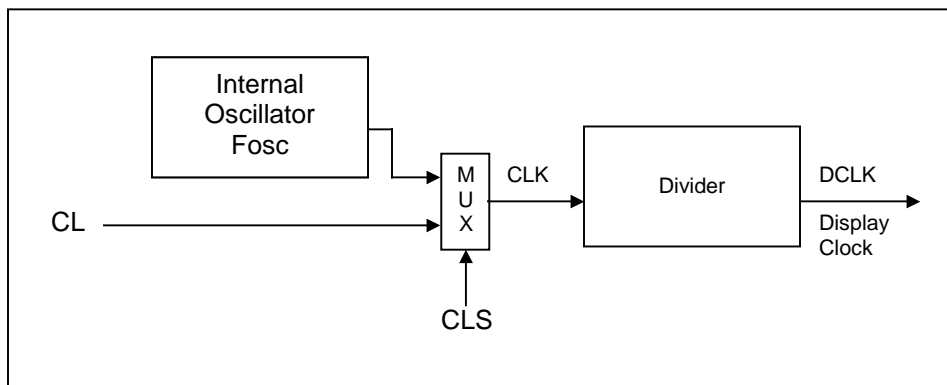 Internal
Oscillator
Fosc
M
U
X
CLK
Divider
DCLK
Display
Clock
CL
CLS